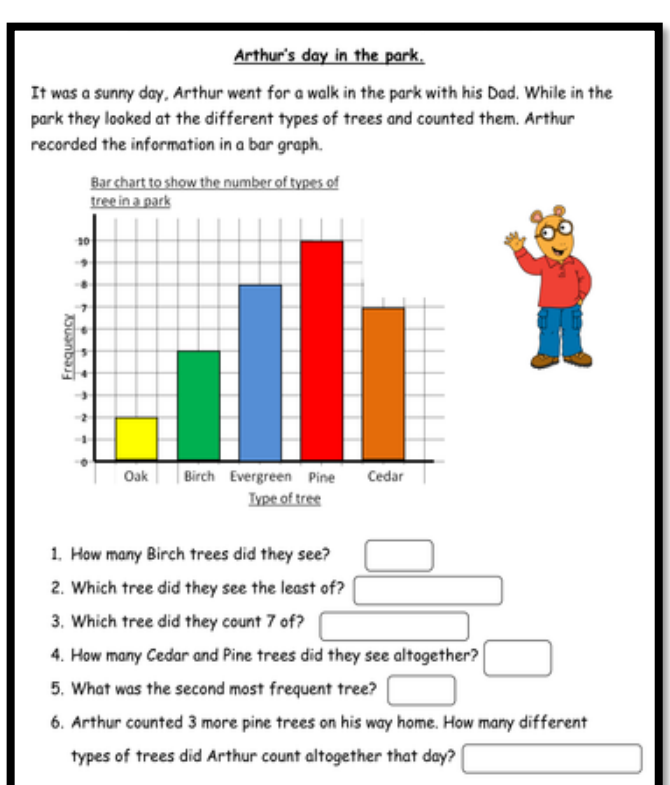 Arthur's day in the park.
It was a sunny day, Arthur went for a walk in the park with his Dad. While in the
park they looked at the different types of trees and counted them. Arthur
recorded the information in a bar graph.
Bar chart to show the number of types of
tree in a park
10
9
8
7
6
5
4
3
2
1
0
Frequency
Oak Birch Evergreen Pine Cedar
Type of tree
1. How many Birch trees did they see?
2. Which tree did they see the least of?
3. Which tree did they count 7 of?
4. How many Cedar and Pine trees did they see altogether?
5. What was the second most frequent tree?
6. Arthur counted 3 more pine trees on his way home. How many different
types of trees did Arthur count altogether that day?